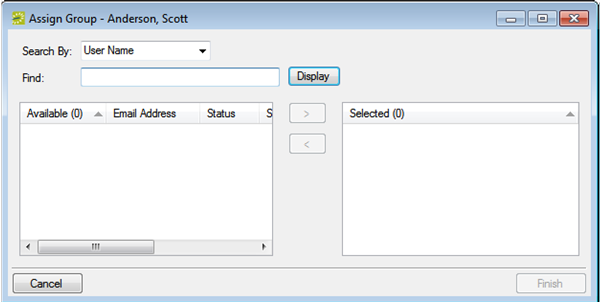 Assign Group - Anderson, Scott
Search By: User Name
Find: Display
Available (0) Email Address Status S > Selected (0)
<
Cancel Finish